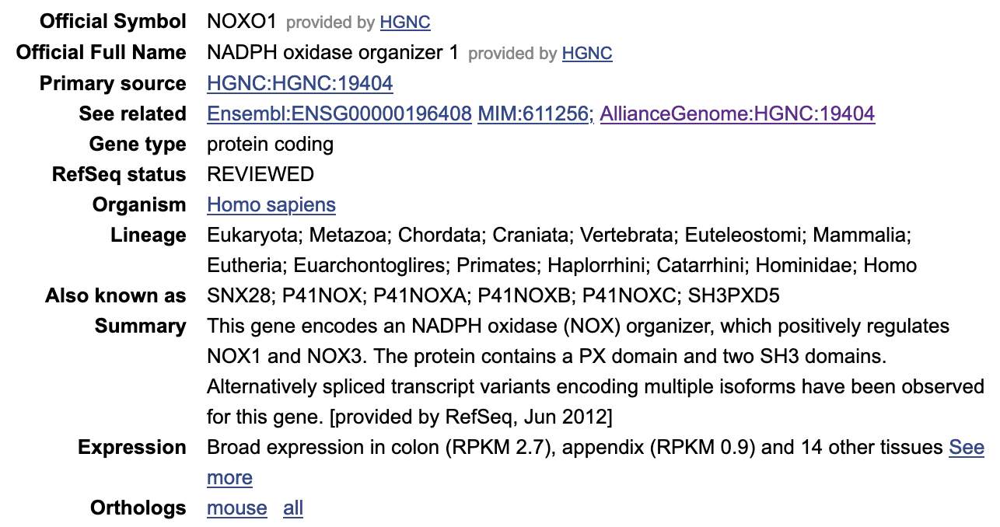 Official Symbol NOXO1 provided by HGNC
Official Full Name NADPH oxidase organizer 1 provided by HGNC
Primary source HGNC:HGNC:19404
See related Ensembl:ENSG00000196408 MIM:611256; AllianceGenome:HGNC:19404
Gene type protein coding
RefSeq status REVIEWED
Organism Homo sapiens
Lineage Eukaryota; Metazoa; Chordata; Craniata; Vertebrata; Euteleostomi; Mammalia;
Eutheria; Euarchontoglires; Primates; Haplorrhini; Catarrhini; Hominidae; Homo
Also known as SNX28; P41NOX; P41NOXA; P41NOXB; P41NOXC; SH3PXD5
Summary This gene encodes an NADPH oxidase (NOX) organizer, which positively regulates
NOX1 and NOX3. The protein contains a PX domain and two SH3 domains.
Alternatively spliced transcript variants encoding multiple isoforms have been observed
for this gene. [provided by RefSeq, Jun 2012]
Expression Broad expression in colon (RPKM 2.7), appendix (RPKM 0.9) and 14 other tissues See
more
Orthologs mouse all